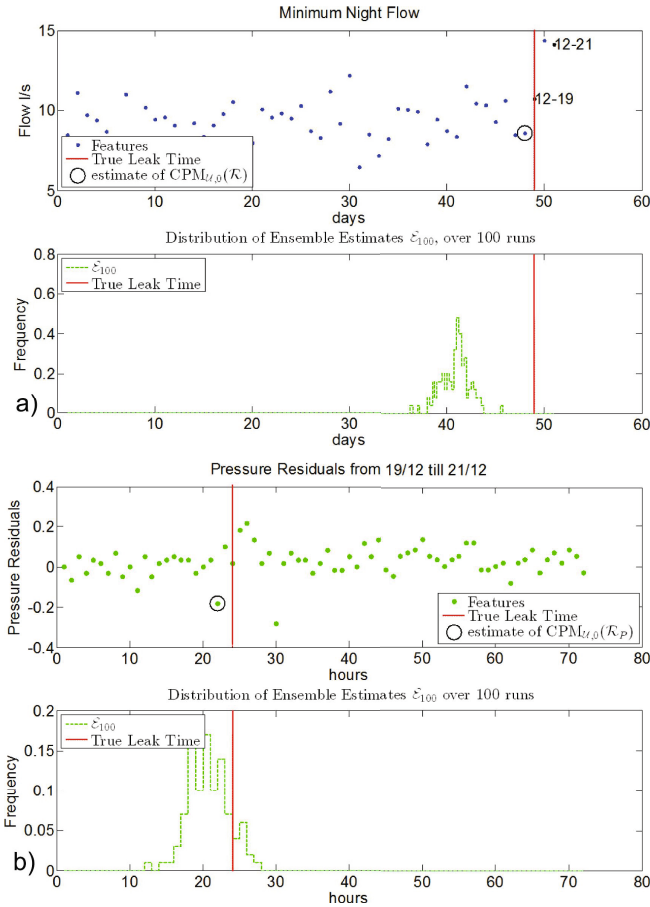 Minimum Night Flow
15
10
5
Flow l/s
12-21
12-19
Features
True Leak Time
estimate of CPM𝒰,0(ℛ)
0 10 20 30 40 50 60
days
Distribution of Ensemble Estimates ℰ100, over 100 runs
0.8
0.6
0.4
0.2
0
Frequency
ℰ100
True Leak Time
a)
0 10 20 30 40 50 60
days
Pressure Residuals from 19/12 till 21/12
0.4
0.2
0
-0.2
-0.4
Pressure Residuals
Features
True Leak Time
estimate of CPM𝒰,0(ℛP)
0 10 20 30 40 50 60 70 80
hours
Distribution of Ensemble Estimates ℰ100 over 100 runs
0.2
0.15
0.1
0.05
0
Frequency
ℰ100
True Leak Time
b)
0 10 20 30 40 50 60 70 80
hours